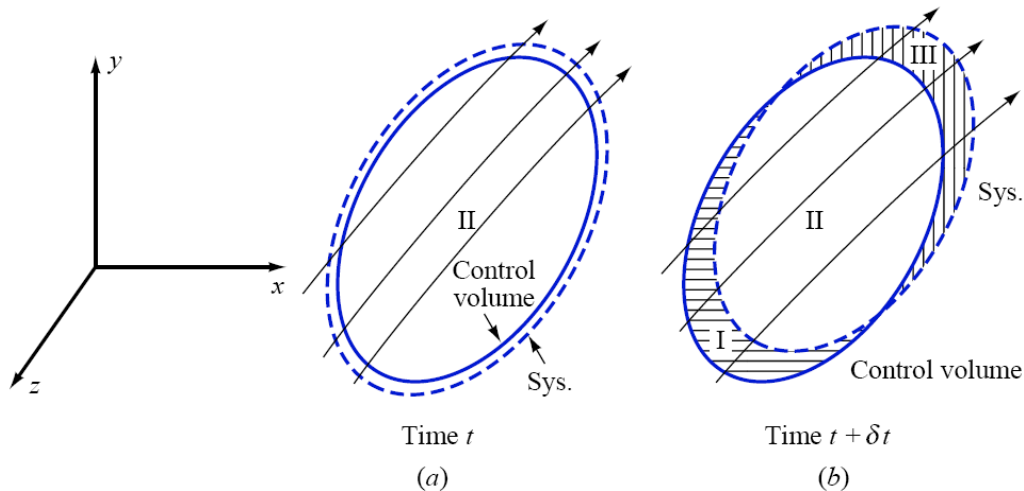 y
x
z
II
Control
volume
Sys.
Time t
(a)
III
Sys.
II
I
Control volume
Time t + δt
(b)